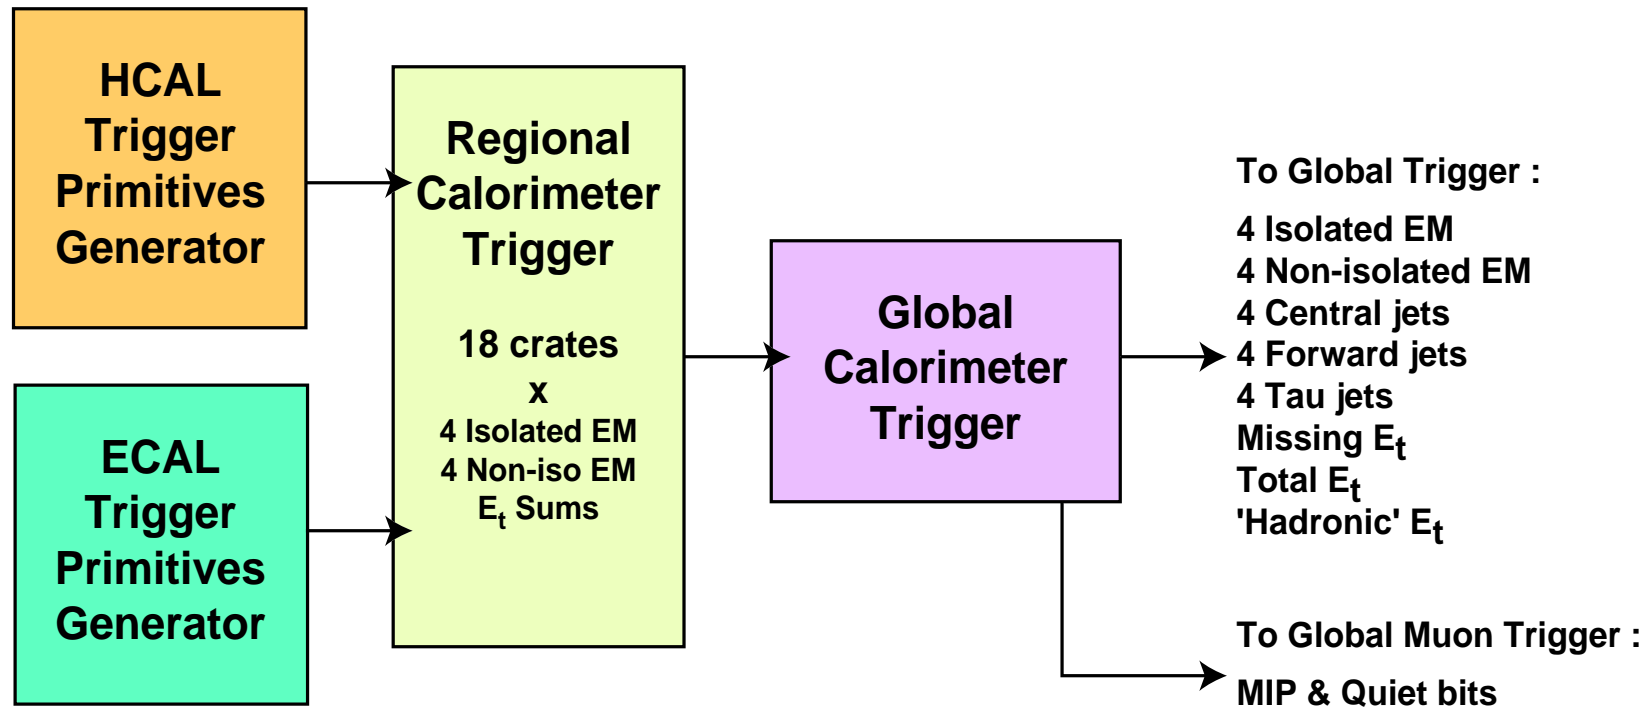 HCAL
Trigger
Primitives
Generator
ECAL
Trigger
Primitives
Generator
Regional
Calorimeter
Trigger
18 crates
x
4 Isolated EM
4 Non-iso EM
Et Sums
Global
Calorimeter
Trigger
To Global Trigger :
4 Isolated EM
4 Non-isolated EM
4 Central jets
4 Forward jets
4 Tau jets
Missing Et
Total Et
'Hadronic' Et
To Global Muon Trigger :
MIP & Quiet bits